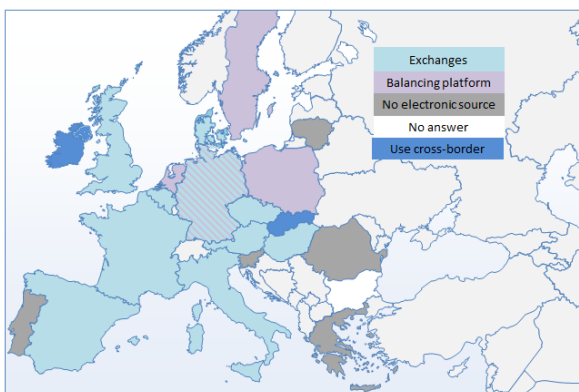 Exchanges
Balancing platform
No electronic source
No answer
Use cross-border